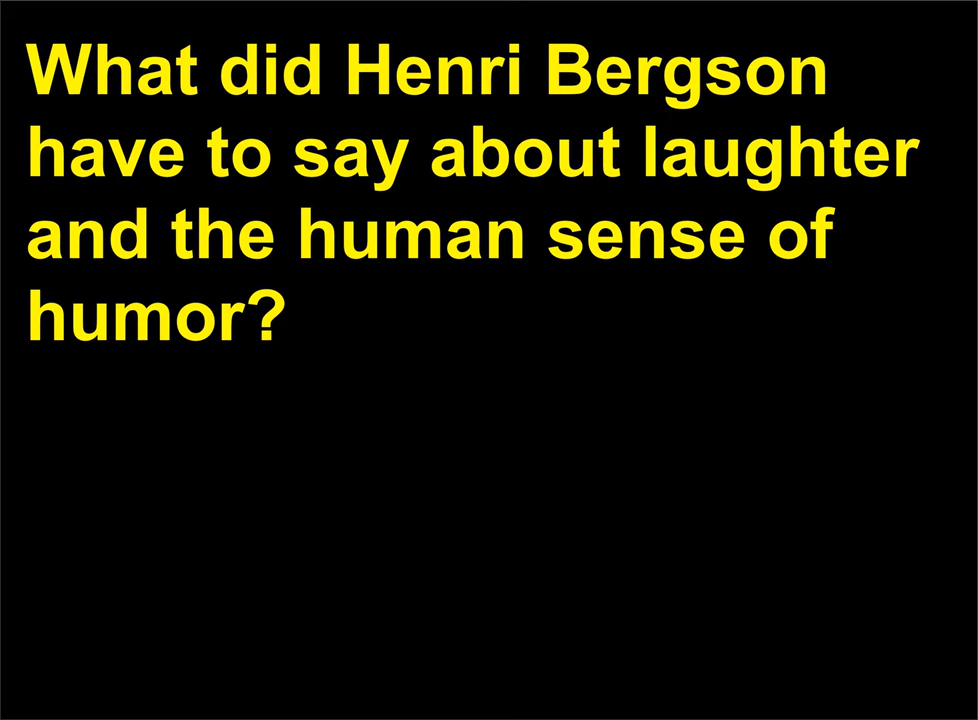 What did Henri Bergson
have to say about laughter
and the human sense of
humor?